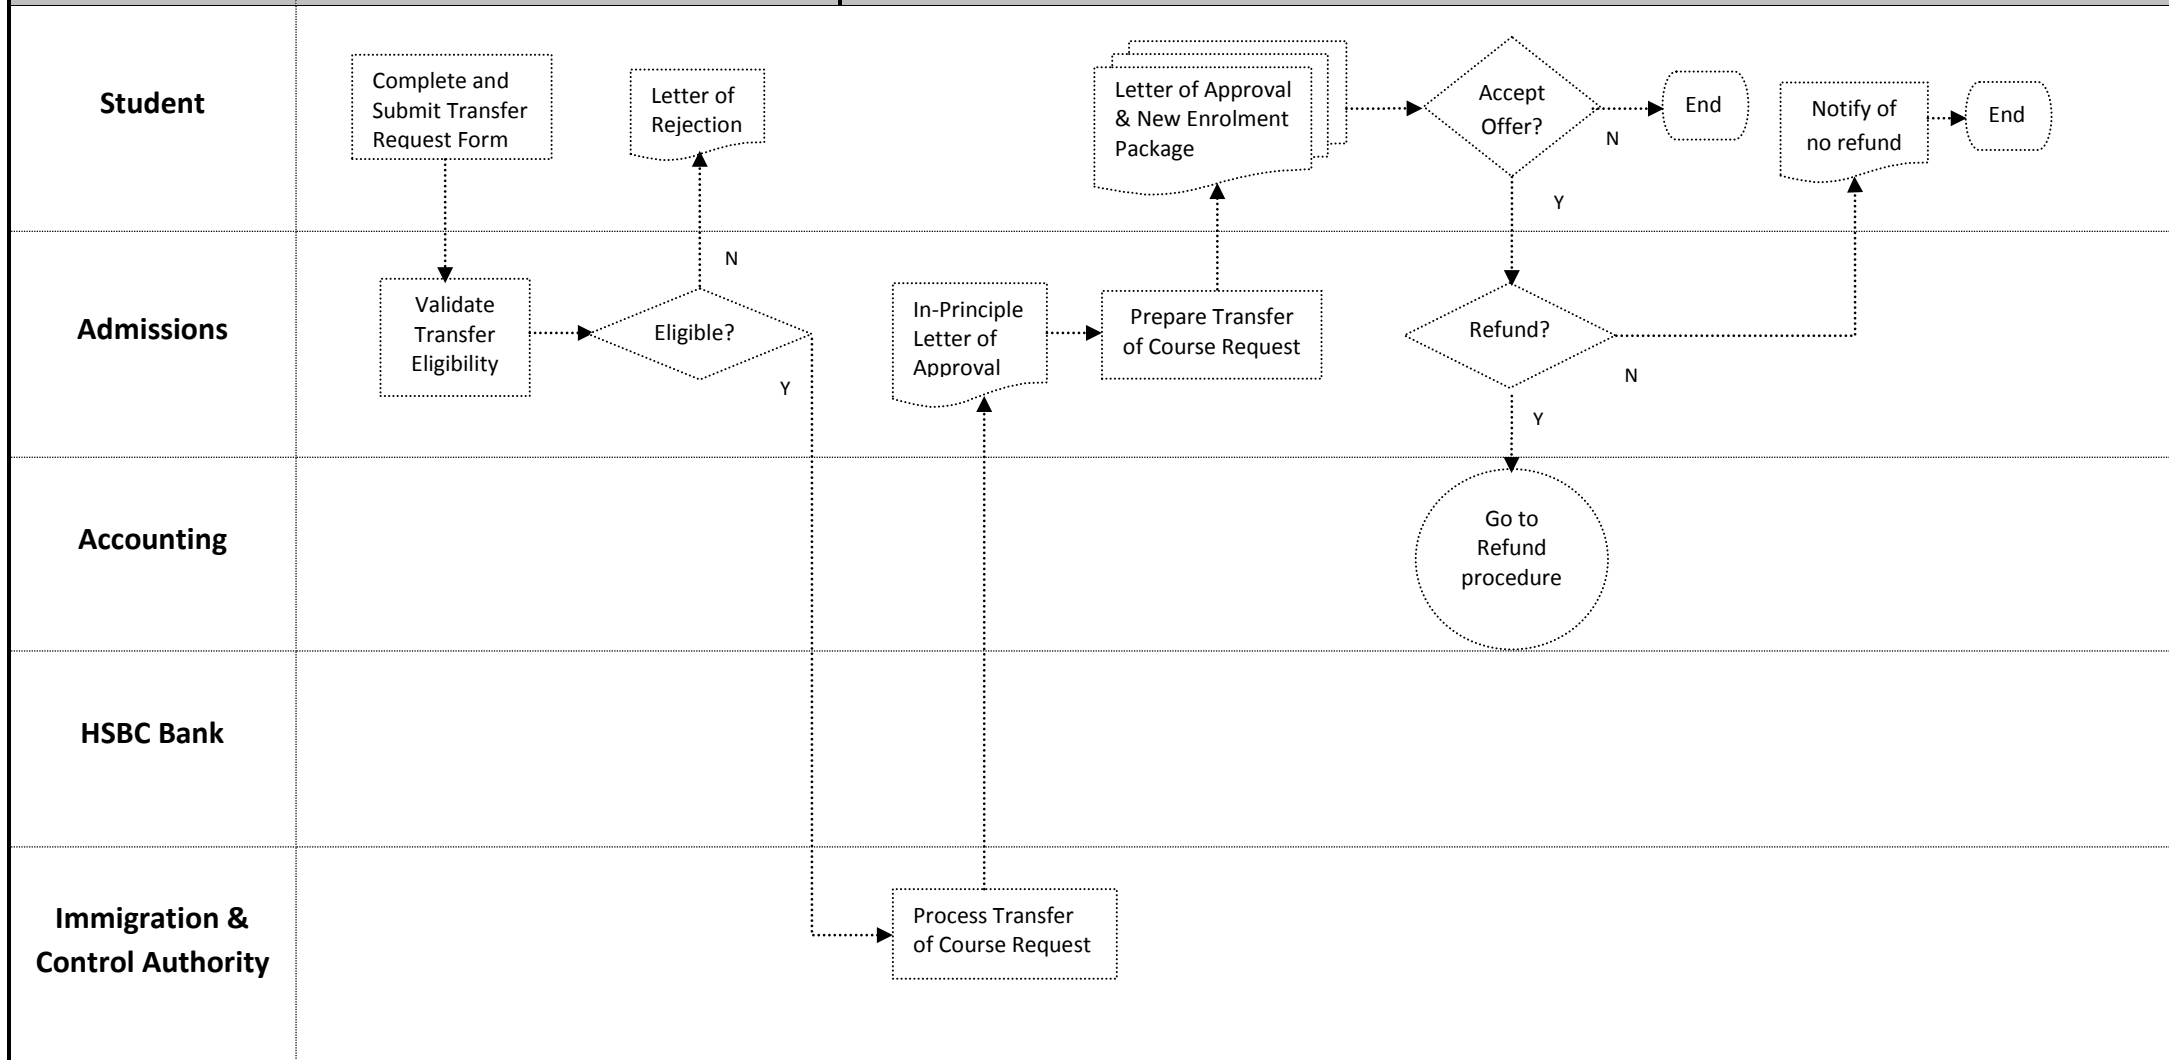 Student
Complete and
Submit Transfer
Request Form
Letter of
Rejection
Letter of Approval
& New Enrolment
Package
Accept
Offer?
N
End
Notify of
no refund
End
Y
Admissions
Validate
Transfer
Eligibility
N
Eligible?
Y
In-Principle
Letter of
Approval
Prepare Transfer
of Course Request
Refund?
N
Y
Accounting
Go to
Refund
procedure
HSBC Bank
Immigration &
Control Authority
Process Transfer
of Course Request